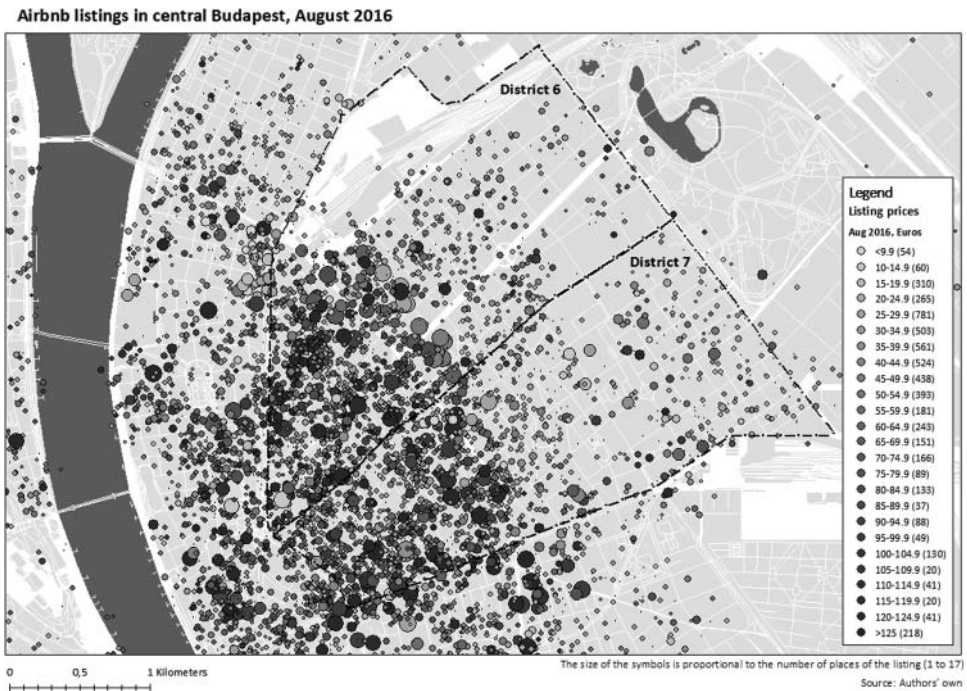 Airbnb listings in central Budapest, August 2016
District 6
District 7
Legend
Listing prices
Aug 2016, Euros
<9.9 (54)
10-14.9 (60)
15-19.9 (310)
20-24.9 (265)
25-29.9 (781)
30-34.9 (503)
35-39.9 (561)
40-44.9 (524)
45-49.9 (438)
50-54.9 (393)
55-59.9 (181)
60-64.9 (243)
65-69.9 (151)
70-74.9 (166)
75-79.9 (89)
80-84.9 (133)
85-89.9 (37)
90-94.9 (88)
95-99.9 (49)
100-104.9 (130)
105-109.9 (20)
110-114.9 (41)
115-119.9 (20)
120-124.9 (41)
>125 (218)
0 0,5 1 Kilometers
The size of the symbols is proportional to the number of places of the listing (1 to 17)
Source: Authors' own